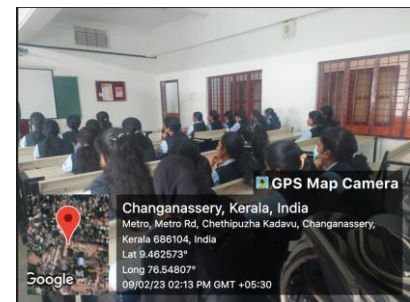 GPS Map Camera
Changanassery, Kerala, India
Metro, Metro Rd, Chethipuzha Kadavu, Changanassery,
Kerala 686104, India
Lat 9.462573°
Long 76.54807°
09/02/23 02:13 PM GMT +05:30
Google